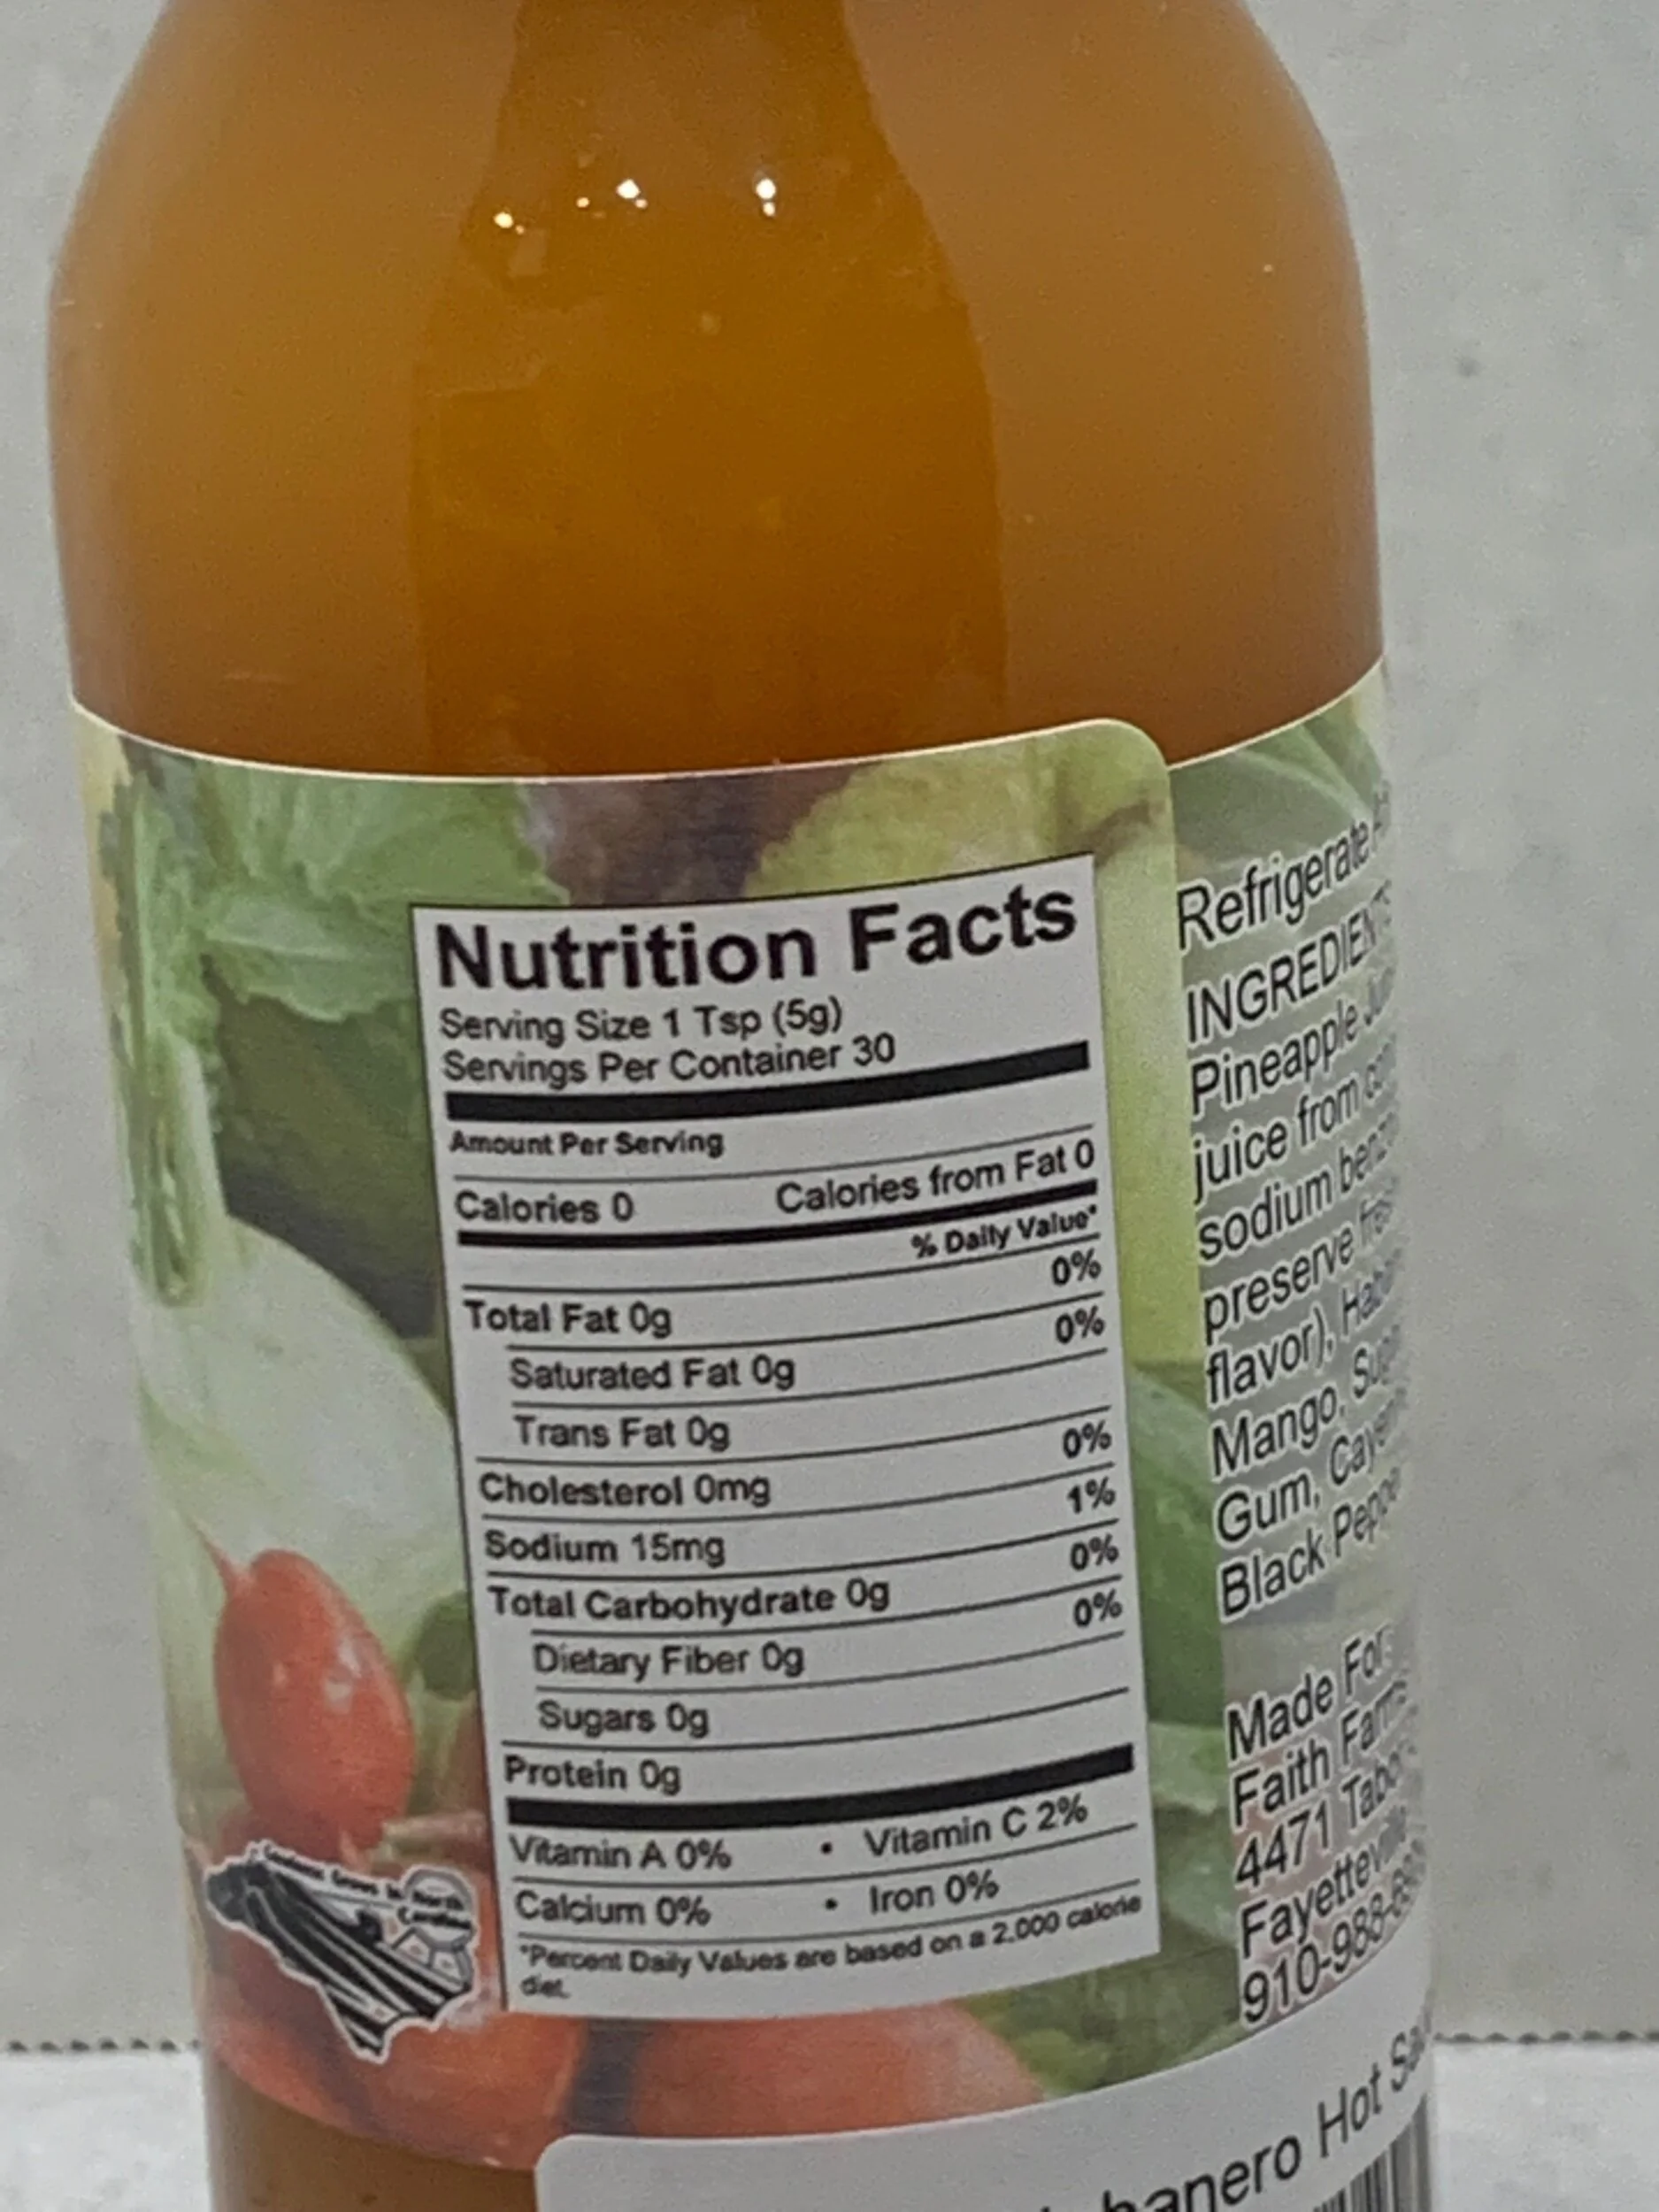 Nutrition Facts
Serving Size 1 Tsp (5g)
Servings Per Container 30
Amount Per Serving
Calories 0 Calories from Fat 0
% Daily Value*
Total Fat 0g 0%
Saturated Fat 0g 0%
Trans Fat 0g
Cholesterol 0mg 0%
Sodium 15mg 1%
Total Carbohydrate 0g 0%
Dietary Fiber 0g 0%
Sugars 0g
Protein 0g
Vitamin A 0% • Vitamin C 2%
Calcium 0% • Iron 0%
*Percent Daily Values are based on a 2,000 calorie
diet.
Grown In North
Carolina
Refrigerate
Pineapple
juice from
sodium
preserve
flavor),
Mango,
Gum,
Black
Made For
Faith
4471
910-988-
Hot